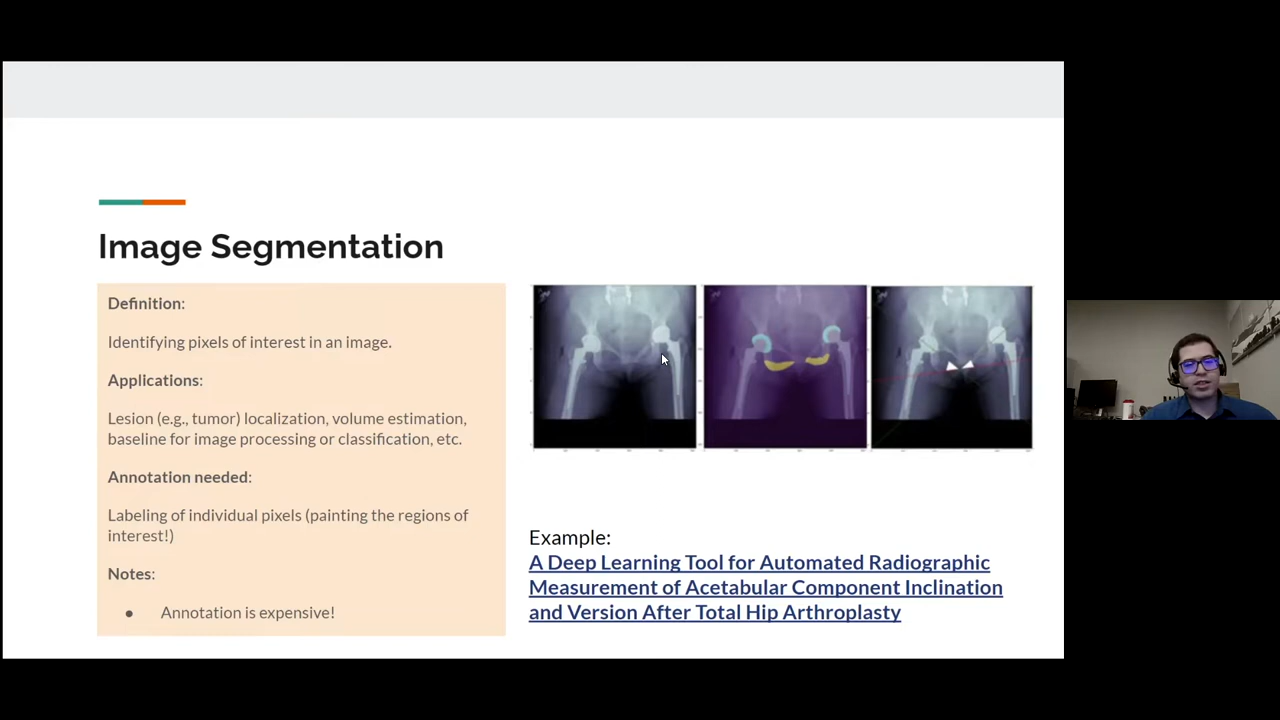 Image Segmentation
Definition:
Identifying pixels of interest in an image.
Applications:
Lesion (e.g., tumor) localization, volume estimation,
baseline for image processing or classification, etc.
Annotation needed:
Labeling of individual pixels (painting the regions of
interest!)
Notes:
● Annotation is expensive!
Example:
A Deep Learning Tool for Automated Radiographic
Measurement of Acetabular Component Inclination
and Version After Total Hip Arthroplasty